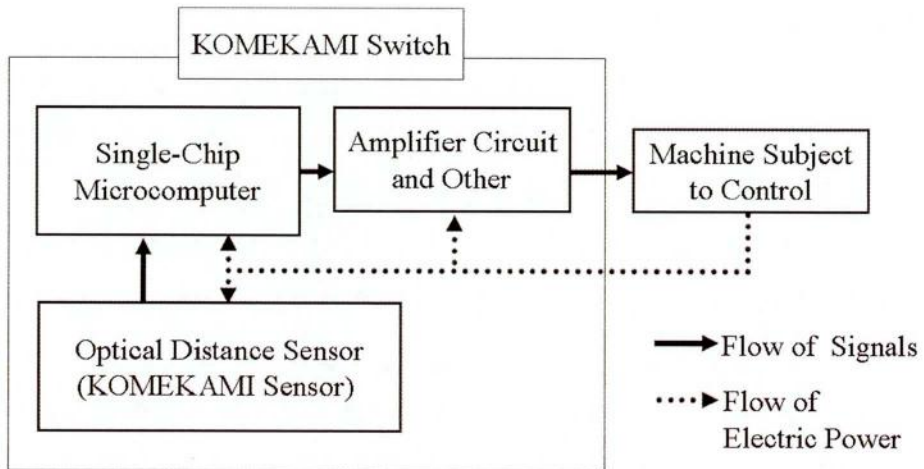 KOMEKAMI Switch
Single-Chip
Microcomputer
Amplifier Circuit
and Other
Machine Subject
to Control
Optical Distance Sensor
(KOMEKAMI Sensor)
Flow of Signals
Flow of
Electric Power